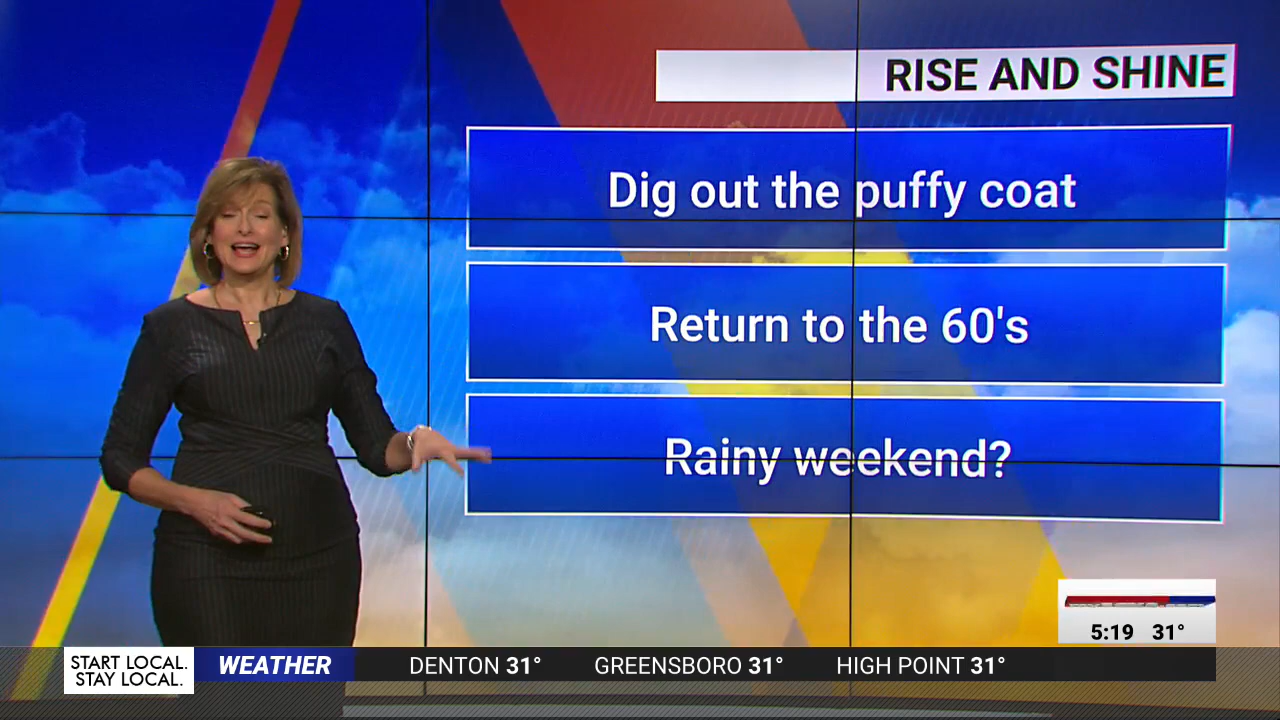 RISE AND SHINE
Dig out the puffy coat
Return to the 60's
Rainy weekend?
5:19 31°
START LOCAL.
STAY LOCAL.
WEATHER
DENTON 31° GREENSBORO 31° HIGH POINT 31°